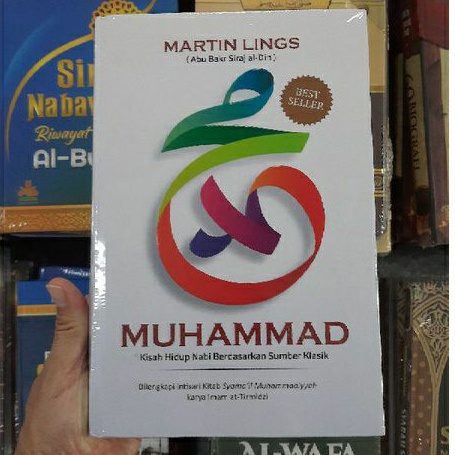 MARTIN LINGS
(Abu Bakr Siraj al-Din)
BEST
SELLER
MUHAMMAD
Kisah Hidup Nabi Berdasarkan Sumber Klasik
Dilengkapi Intisari Kitab Syama'il Muhammadiyyah
karya Imam at-Tirmidzi
Sir
Nabaw
Riwayat
Al-Bu
AL-WAFA